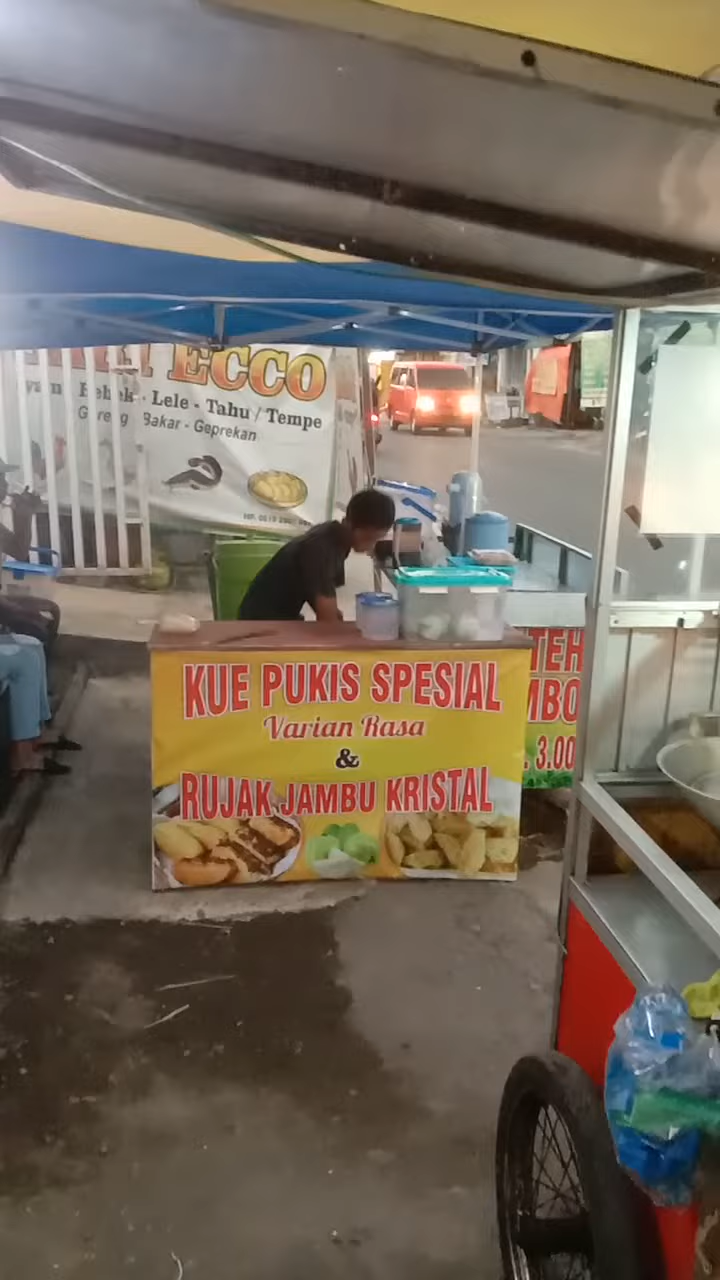 ECCO
Bebek - Lele - Tahu / Tempe
Goreng Bakar - Geprekan
KUE PUKIS SPESIAL
Varian Rasa
&
RUJAK JAMBU KRISTAL
TEH
MBO
. 3.00